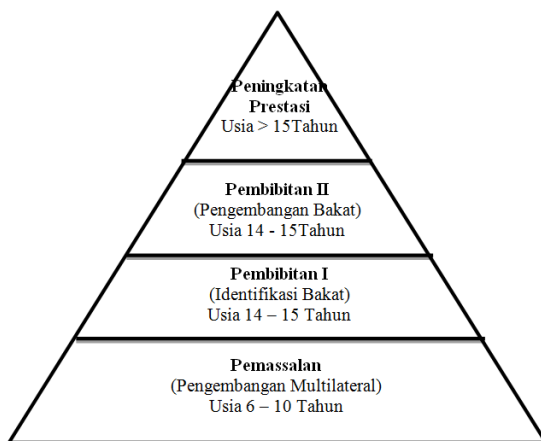 Peningkatan
Prestasi
Usia > 15Tahun
Pembibitan II
(Pengembangan Bakat)
Usia 14 - 15Tahun
Pembibitan I
(Identifikasi Bakat)
Usia 14 – 15 Tahun
Pemassalan
(Pengembangan Multilateral)
Usia 6 – 10 Tahun